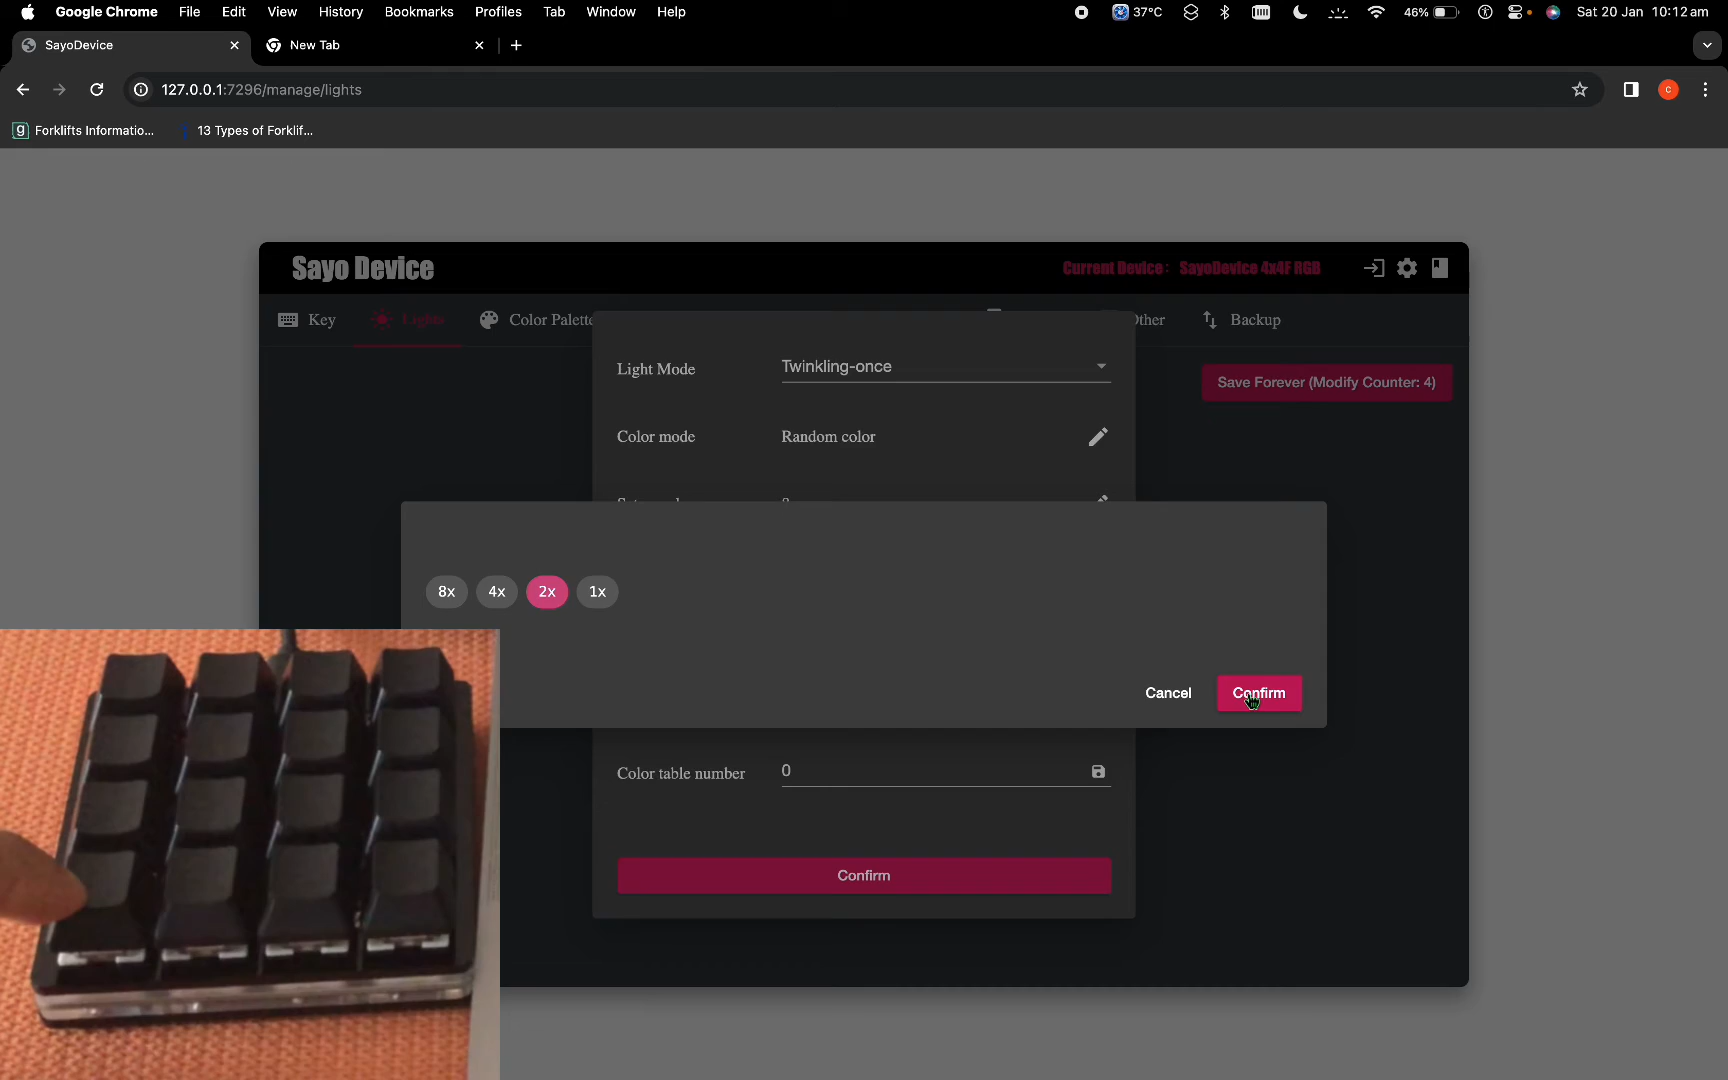 Google Chrome File Edit View History Bookmarks Profiles Tab Window Help 37°C 46% Sat 20 Jan 10:12 am
SayoDevice New Tab
127.0.0.1:7296/manage/lights c
g Forklifts Informatio... 13 Types of Forklif...
Sayo Device Current Device : SayoDevice 4x4F RGB
Key Lights Color Palette Other Backup
Light Mode Twinkling-once
Save Forever (Modify Counter: 4)
Color mode Random color
8x 4x 2x 1x
Cancel Confirm
Color table number 0
Confirm